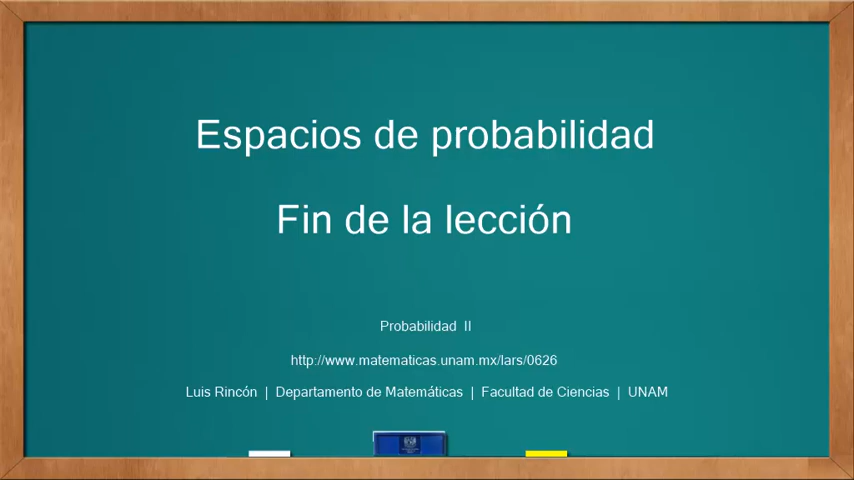 Espacios de probabilidad
Fin de la lección
Probabilidad II
http://www.matematicas.unam.mx/lars/0626
Luis Rincón | Departamento de Matemáticas | Facultad de Ciencias | UNAM